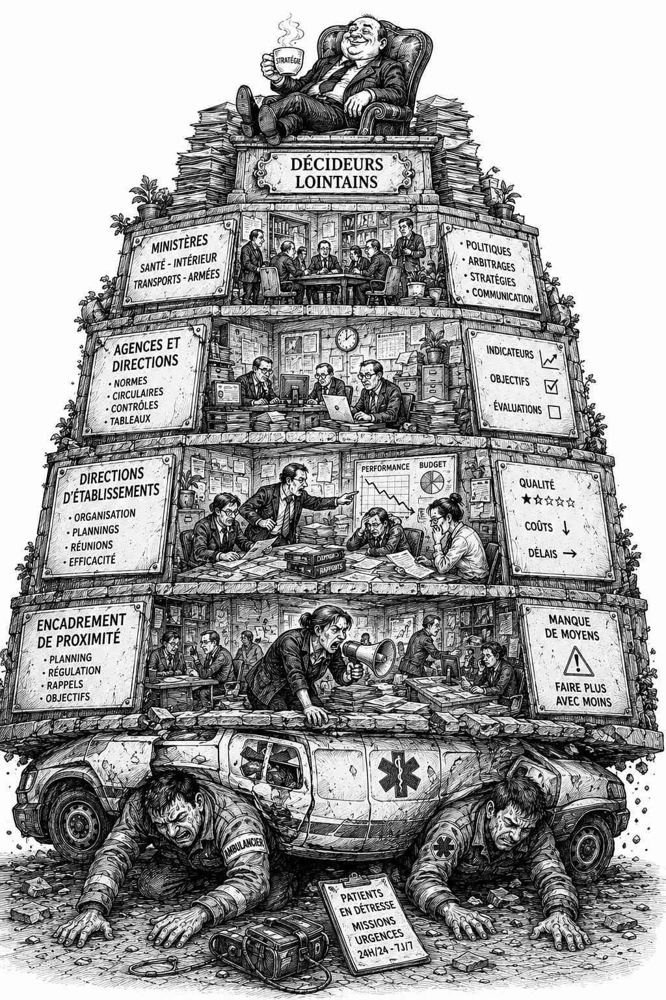 STRATÉGIE
DÉCIDEURS
LOINTAINS
MINISTÈRES
SANTÉ - INTÉRIEUR
TRANSPORTS - ARMÉES
• POLITIQUES
• ARBITRAGES
• STRATÉGIES
• COMMUNICATION
AGENCES ET
DIRECTIONS
• NORMES
• CIRCULAIRES
• CONTRÔLES
• TABLEAUX
INDICATEURS
OBJECTIFS
ÉVALUATIONS
DIRECTIONS
D'ÉTABLISSEMENTS
• ORGANISATION
• PLANNINGS
• RÉUNIONS
• EFFICACITÉ
PERFORMANCE BUDGET
RAPPORTS
QUALITÉ
COÛTS ↓
DÉLAIS →
ENCADREMENT
DE PROXIMITÉ
• PLANNING
• RÉGULATION
• RAPPELS
• OBJECTIFS
MANQUE
DE MOYENS
FAIRE PLUS
AVEC MOINS
AMBULANCIER
PATIENTS
EN DÉTRESSE
MISSIONS
URGENCES
24H/24 - 7J/7